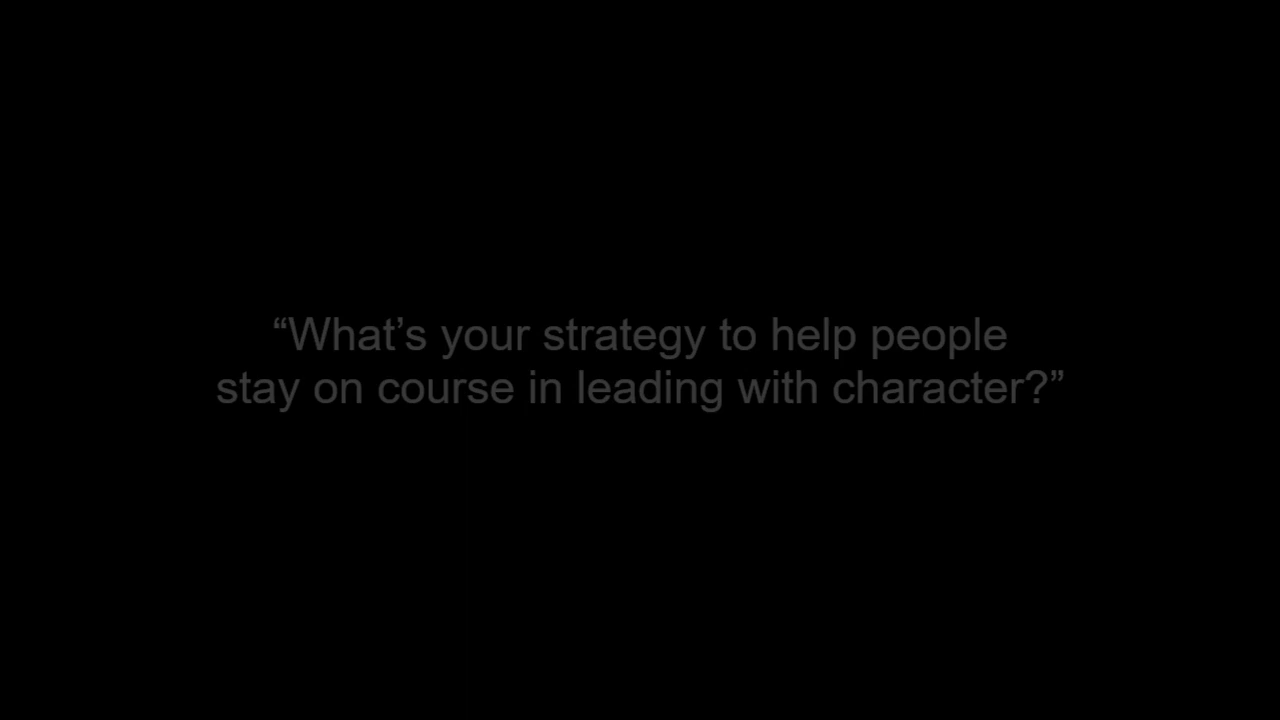 “What’s your strategy to help people
stay on course in leading with character?”